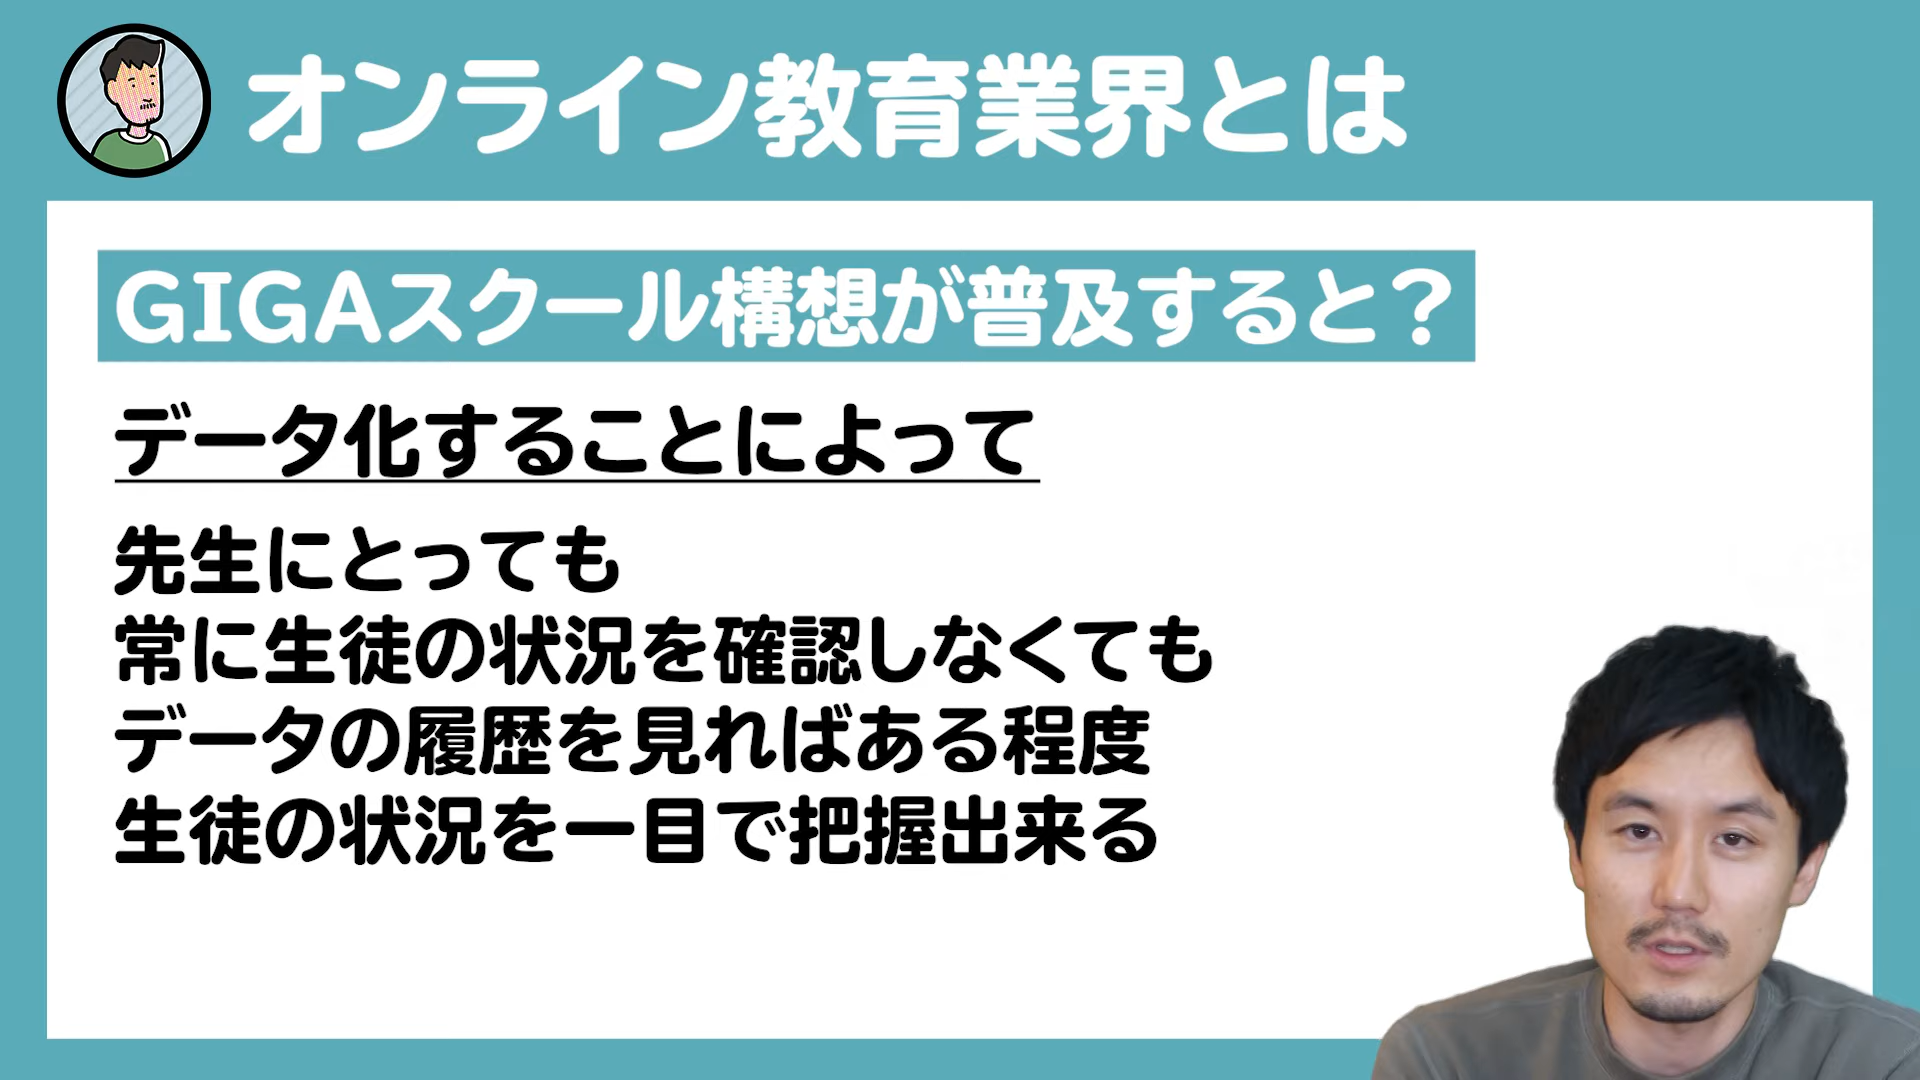 オンライン教育業界とは
GIGAスクール構想が普及すると？
データ化することによって
先生にとっても
常に生徒の状況を確認しなくても
データの履歴を見ればある程度
生徒の状況を一目で把握出来る